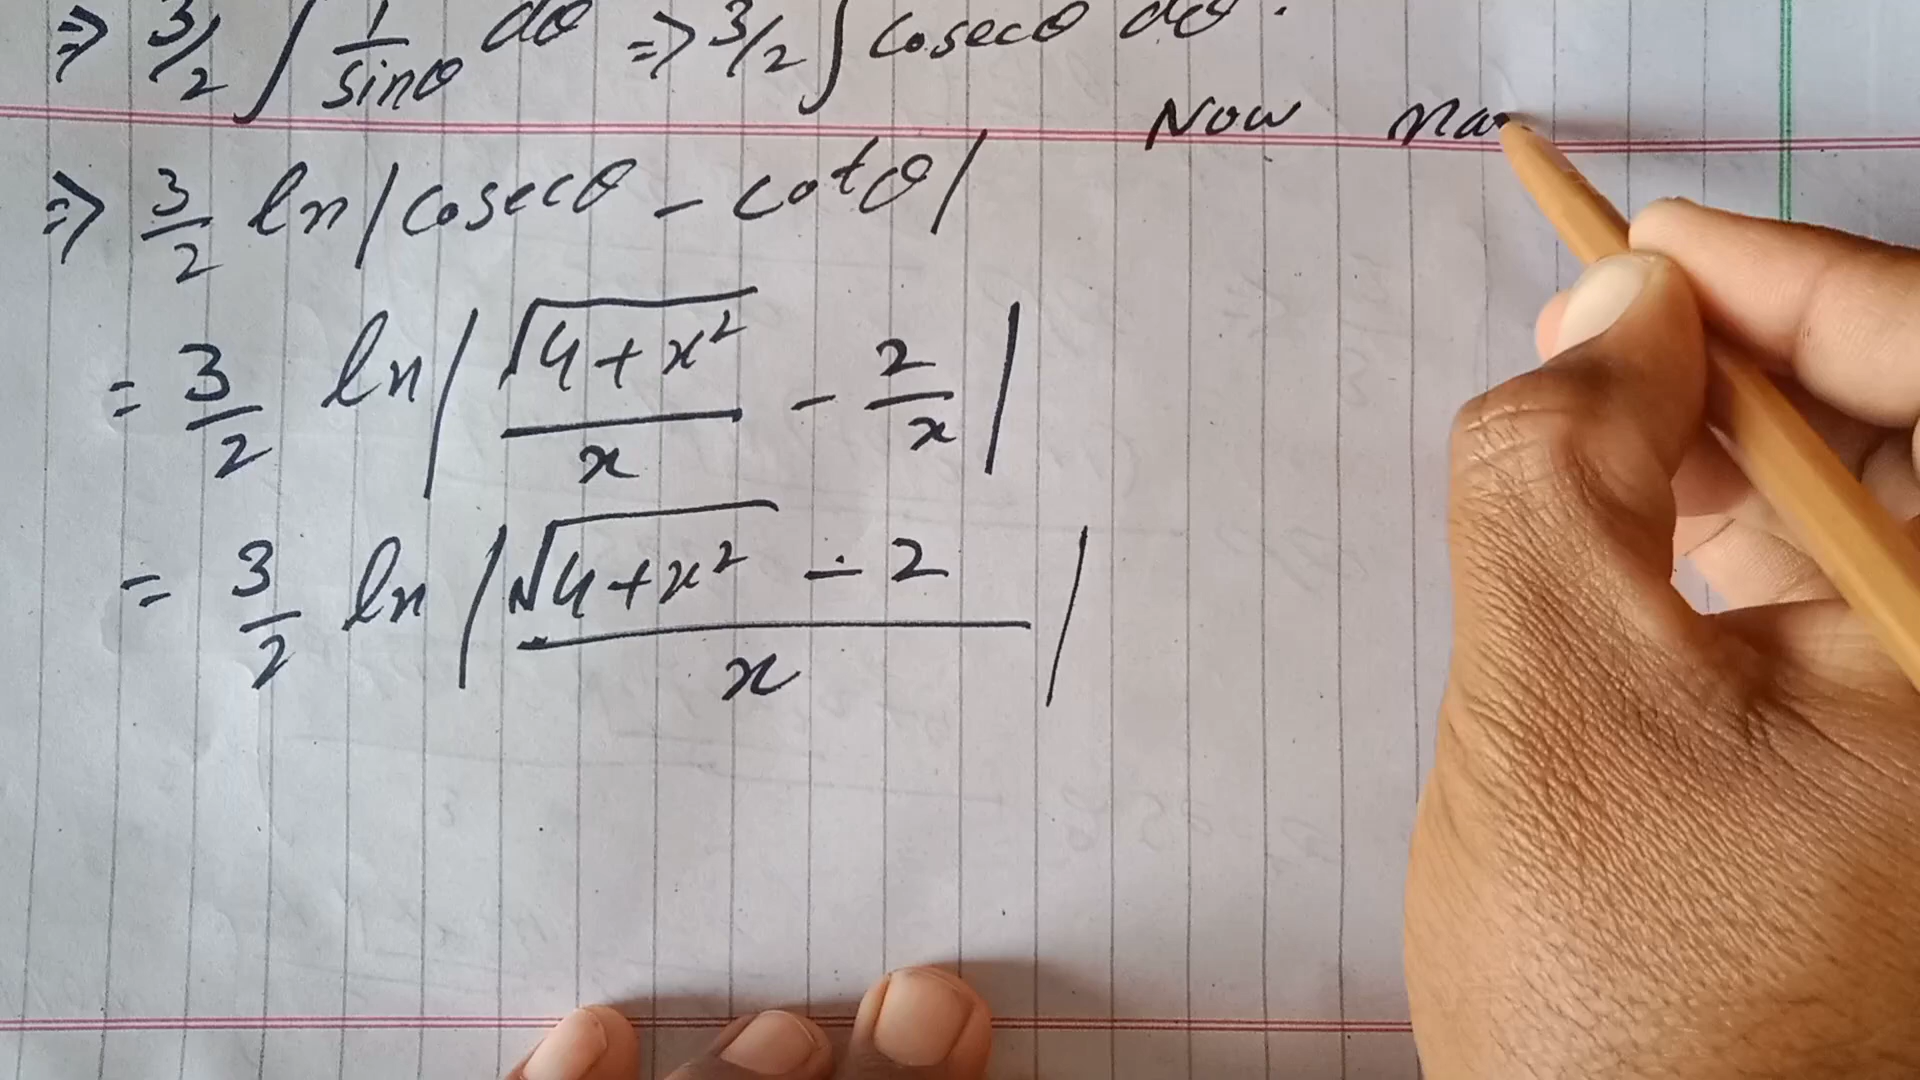 ⇒ 3/2 ∫ 1/sinθ dθ ⇒ 3/2 ∫ cosecθ dθ.
Now
⇒ 3/2 ln|cosecθ - cotθ|
= 3/2 ln|√(4+x²)/x - 2/x|
= 3/2 ln|(√(4+x²) - 2)/x|